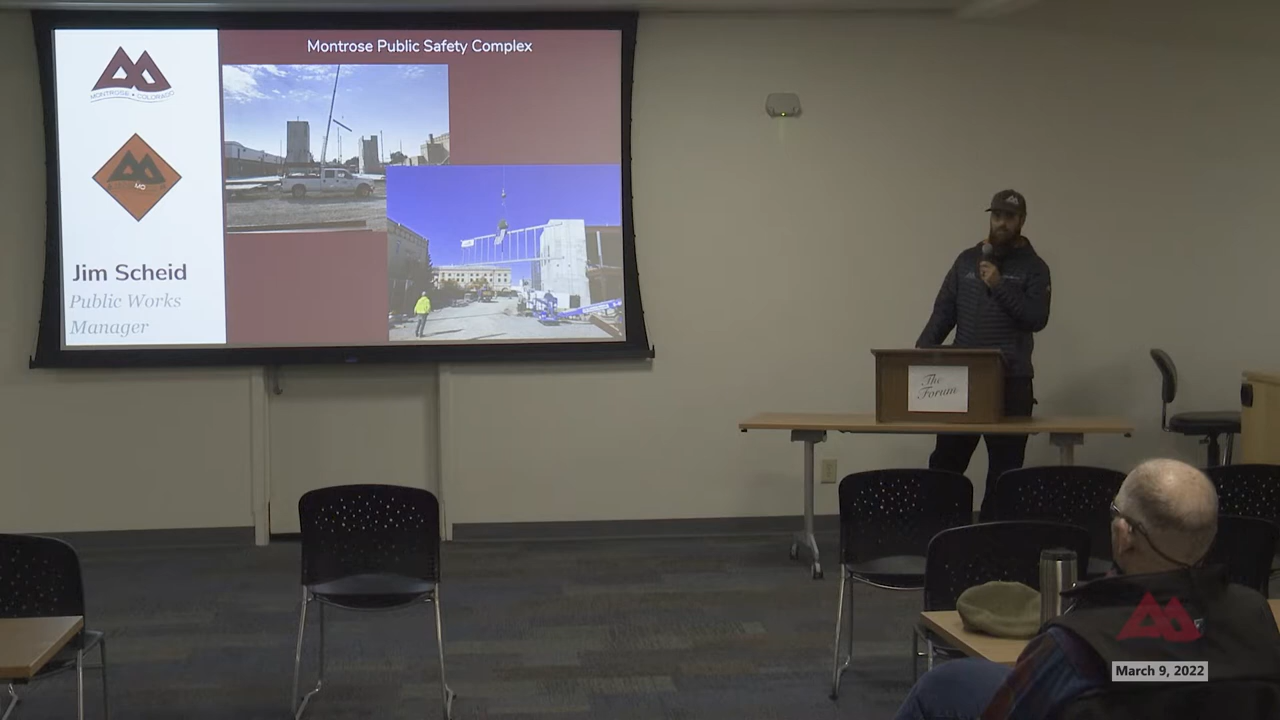 Montrose Public Safety Complex
MONTROSE COLORADO
Jim Scheid
Public Works
Manager
The
Forum
March 9, 2022